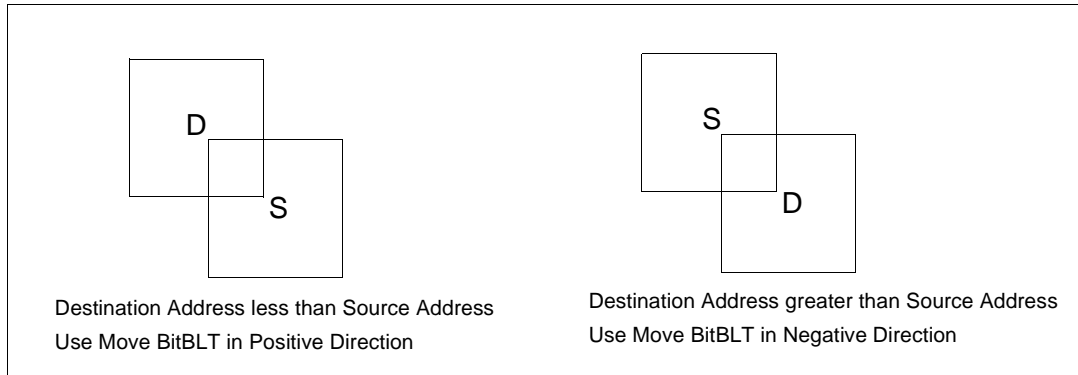 D
S
Destination Address less than Source Address
Use Move BitBLT in Positive Direction
S
D
Destination Address greater than Source Address
Use Move BitBLT in Negative Direction